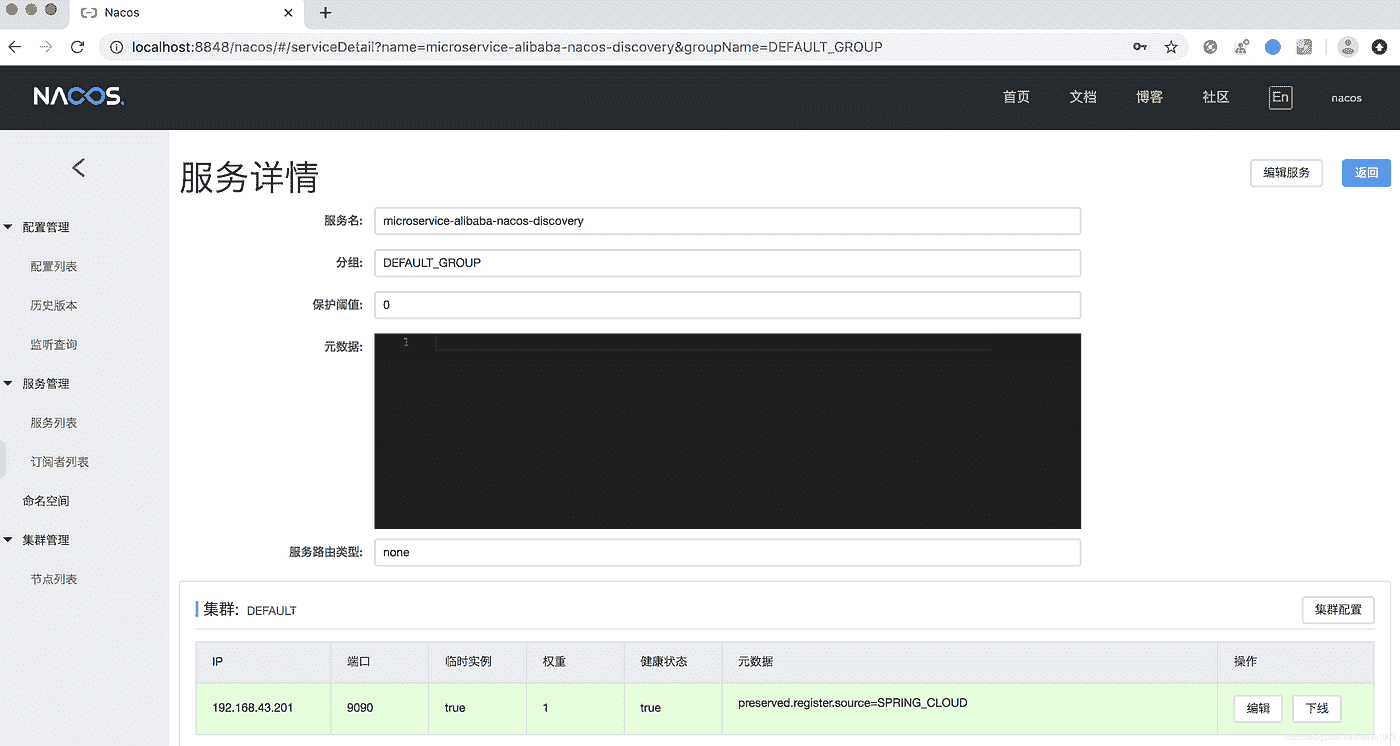 Nacos
localhost:8848/nacos/#/serviceDetail?name=microservice-alibaba-nacos-discovery&groupName=DEFAULT_GROUP
NACOS.
首页 文档 博客 社区 En nacos
服务详情
编辑服务 返回
配置管理
配置列表
历史版本
监听查询
服务管理
服务列表
订阅者列表
命名空间
集群管理
节点列表
服务名: microservice-alibaba-nacos-discovery
分组: DEFAULT_GROUP
保护阈值: 0
元数据: 1
服务路由类型: none
集群: DEFAULT 集群配置
IP 端口 临时实例 权重 健康状态 元数据 操作
192.168.43.201 9090 true 1 true preserved.register.source=SPRING_CLOUD 编辑 下线